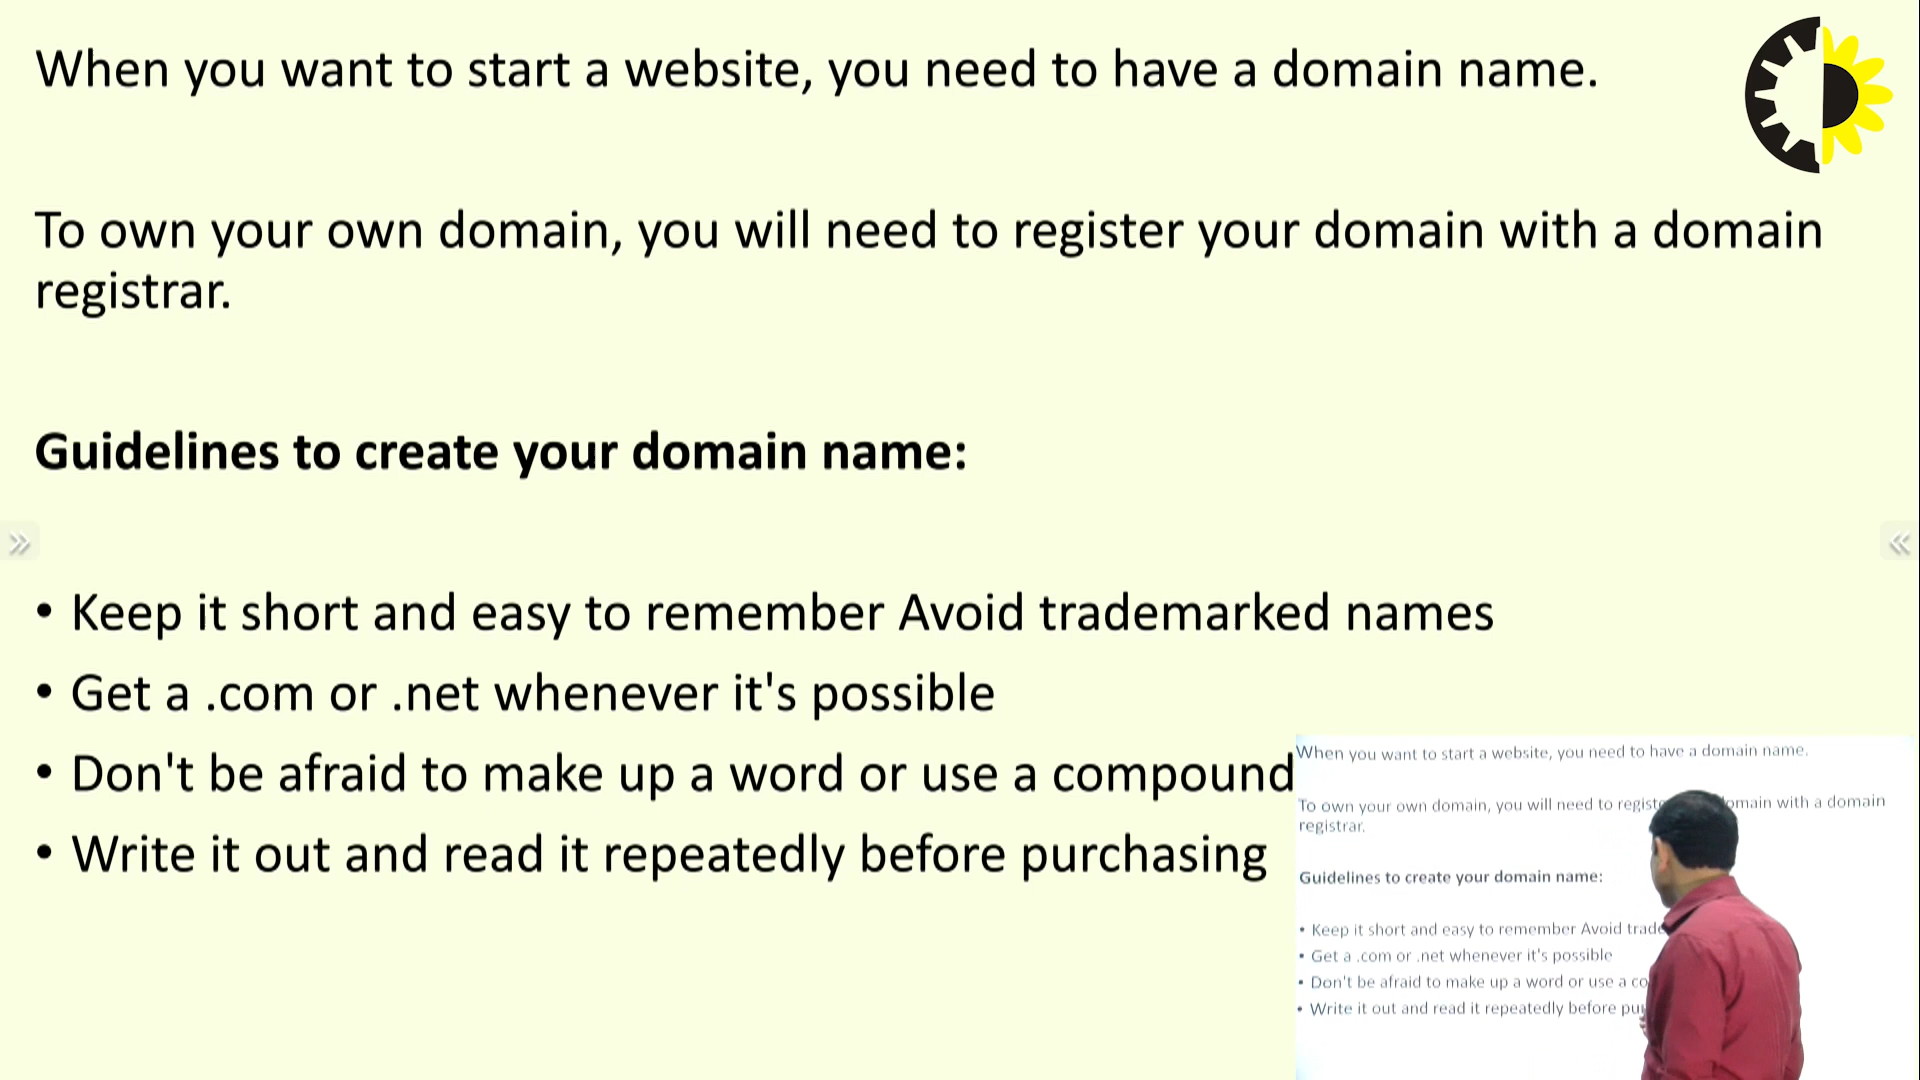 When you want to start a website, you need to have a domain name.
To own your own domain, you will need to register your domain with a domain
registrar.
Guidelines to create your domain name:
• Keep it short and easy to remember Avoid trademarked names
• Get a .com or .net whenever it's possible
• Don't be afraid to make up a word or use a compound
• Write it out and read it repeatedly before purchasing
When you want to start a website, you need to have a domain name.
To own your own domain, you will need to domain with a domain
registrar.
Guidelines to create your domain name:
• Keep it short and easy to remember Avoid
• Get a .com or .net whenever it's possible
• Don't be afraid to make up a word or use a
• Write it out and read it repeatedly before